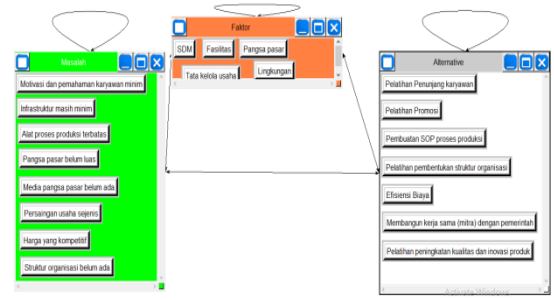 Faktor
SDM
Fasilitas
Pangsa pasar
Tata kelola usaha
Lingkungan
Masalah
Motivasi dan pemahaman karyawan minim
Infrastruktur masih minim
Alat proses produksi terbatas
Pangsa pasar belum luas
Media pangsa pasar belum ada
Persaingan usaha sejenis
Harga yang kompetitif
Struktur organisasi belum ada
Alternative
Pelatihan Penunjang karyawan
Pelatihan Promosi
Pembuatan SOP proses produksi
Pelatihan pembentukan struktur organisasi
Efisiensi Biaya
Membangun kerja sama (mitra) dengan pemerintah
Pelatihan peningkatan kualitas dan inovasi produk
Activate Windows